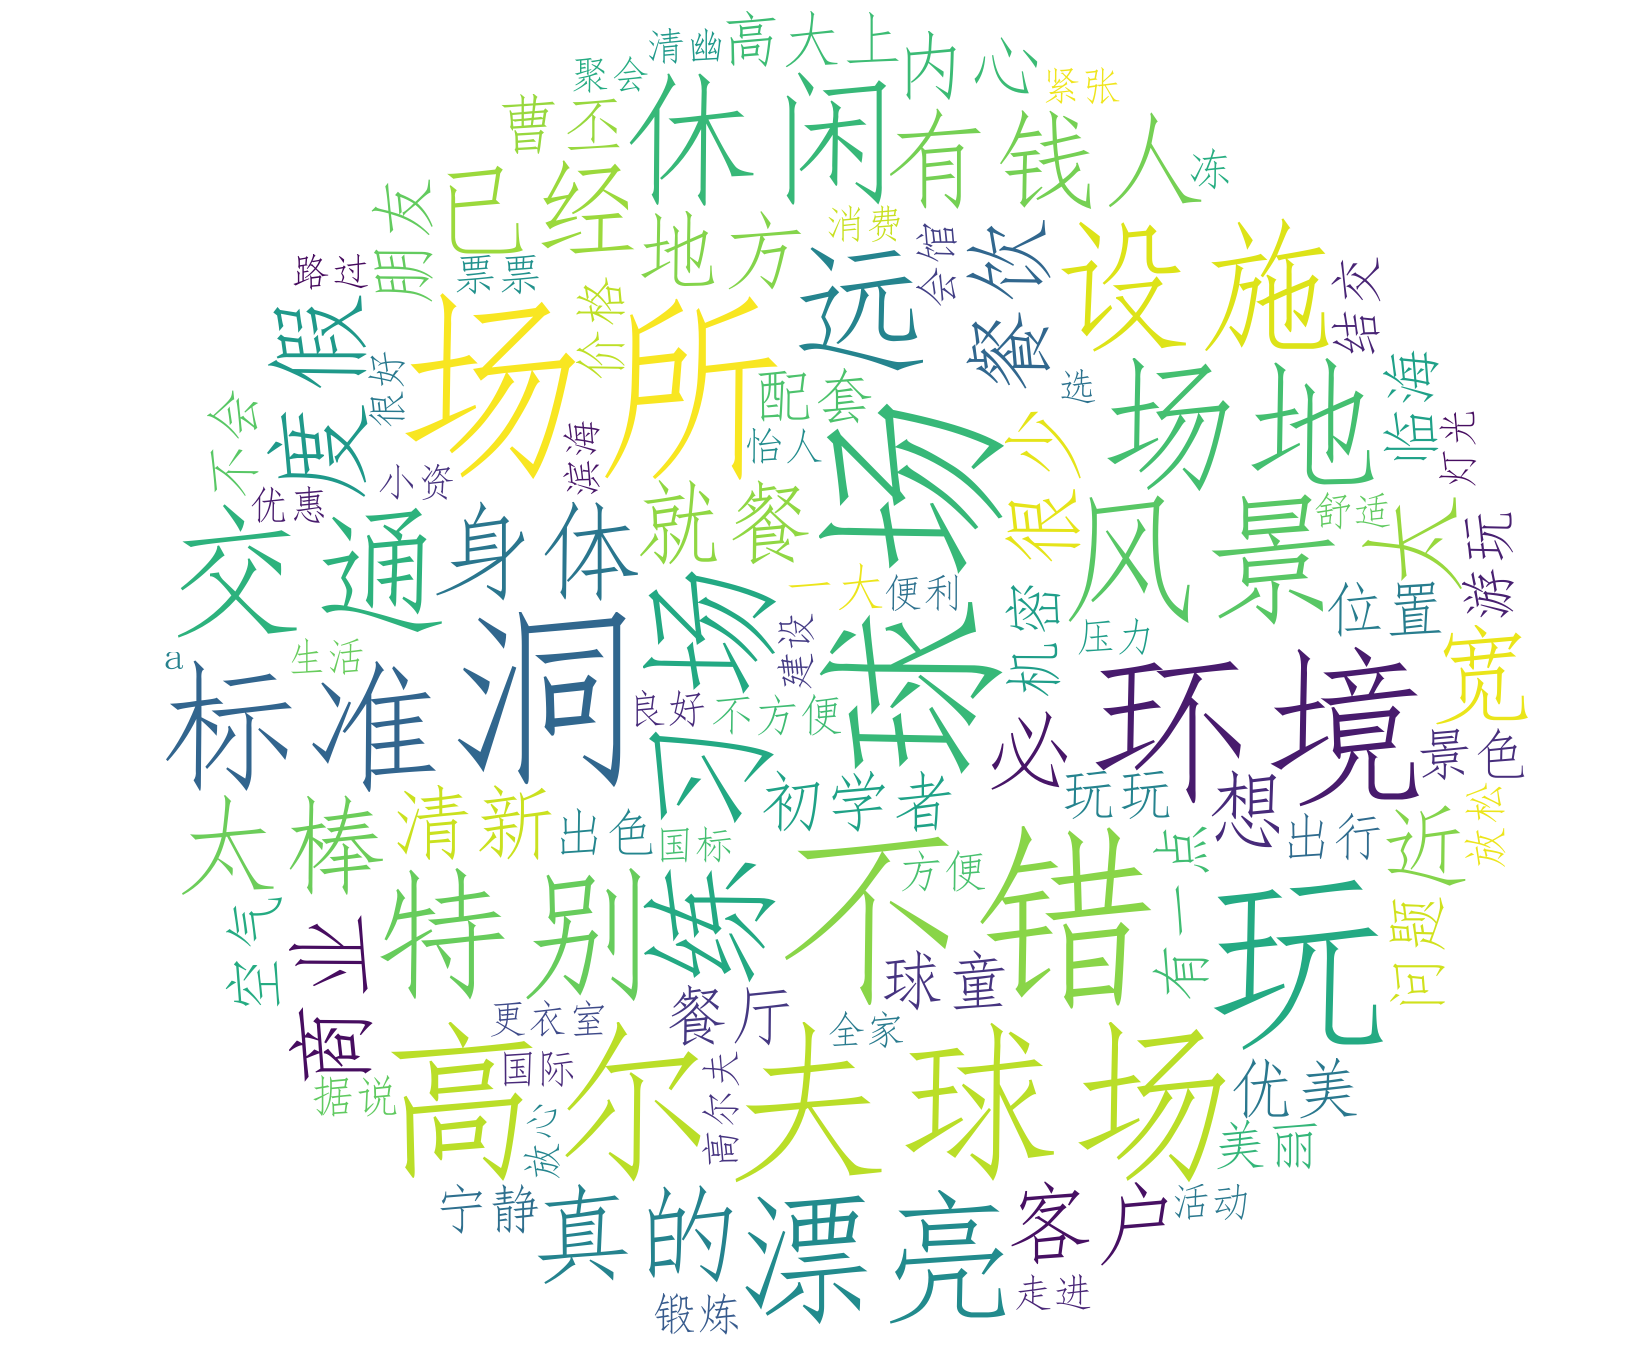 清幽
高大上
内心
聚会
休闲
紧张
曹丕
有钱人
冻
已经
朋友
地方
消费
会馆
餐饮
设施
路过
票票
远
结交
度假
场所
价格
很好
配套
选
场地
临海
不会
小资
滨海
怡人
球场
很少
灯光
优惠
交通
身体
就餐
风景
舒适
太
游玩
一大
便利
机密
位置
练习场
a
生活
标准
洞
建设
压力
环境
宽
良好
不方便
必
景色
太棒
清新
出色
国标
初学者
玩玩
想
出行
近
放松
特别
不错
方便
有一点
玩
问题
空气
商业
餐厅
球童
更衣室
全家
国际
据说
放心
高尔夫
高尔夫球场
优美
美丽
宁静
真的
漂亮
客户
活动
锻炼
走进